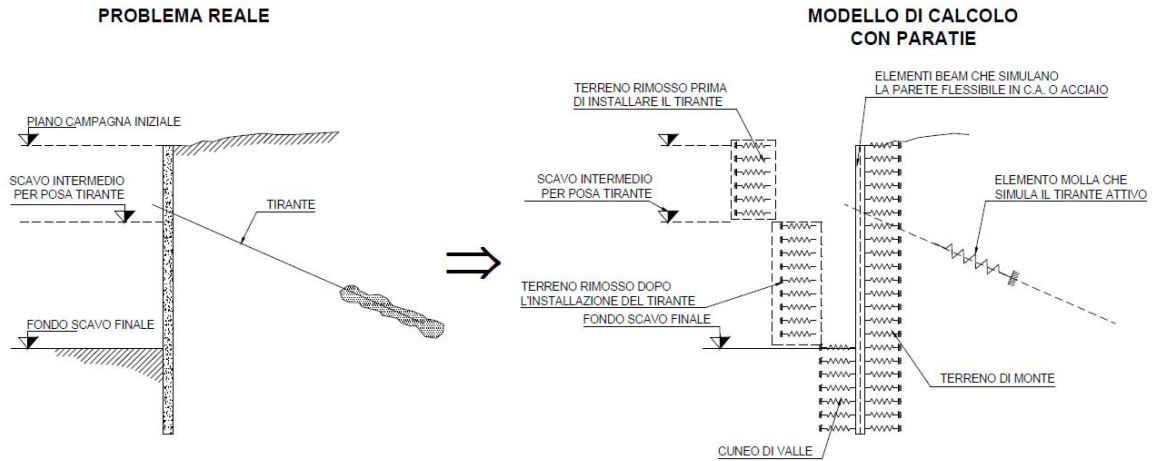 PROBLEMA REALE
PIANO CAMPAGNA INIZIALE
SCAVO INTERMEDIO
PER POSA TIRANTE
TIRANTE
FONDO SCAVO FINALE
MODELLO DI CALCOLO
CON PARATIE
TERRENO RIMOSSO PRIMA
DI INSTALLARE IL TIRANTE
ELEMENTI BEAM CHE SIMULANO
LA PARETE FLESSIBILE IN C.A. O ACCIAIO
SCAVO INTERMEDIO
PER POSA TIRANTE
ELEMENTO MOLLA CHE
SIMULA IL TIRANTE ATTIVO
TERRENO RIMOSSO DOPO
L'INSTALLAZIONE DEL TIRANTE
FONDO SCAVO FINALE
TERRENO DI MONTE
CUNEO DI VALLE